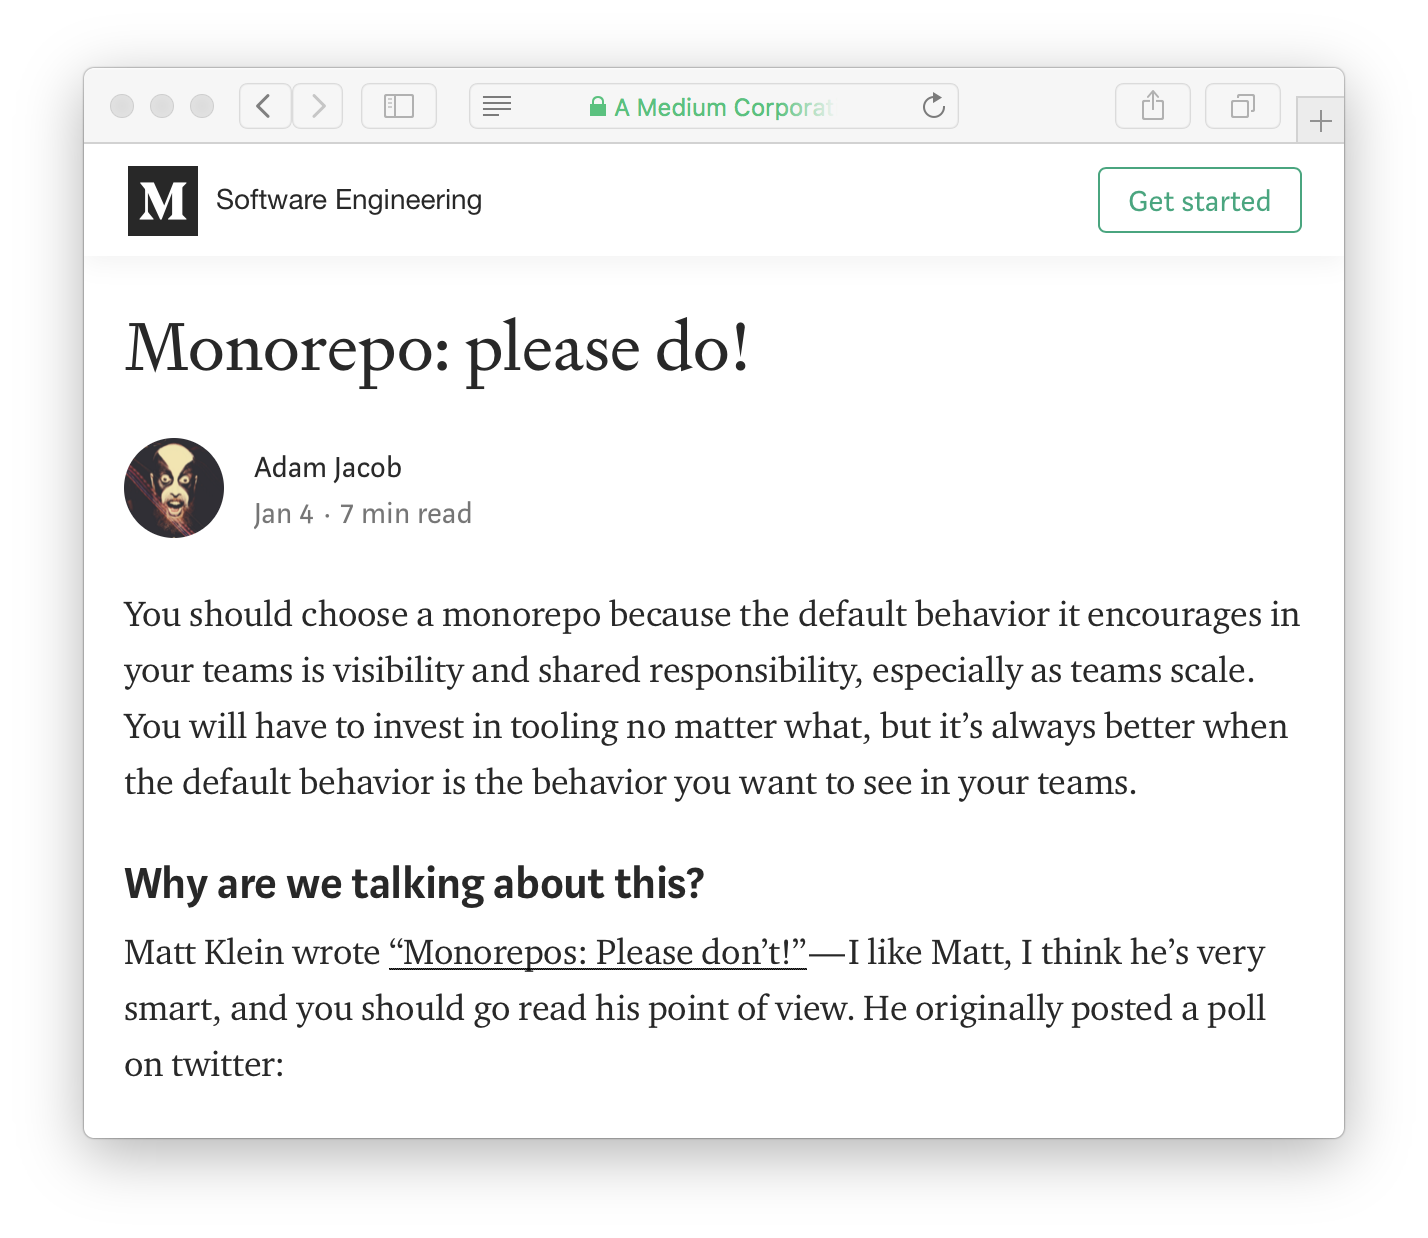 A Medium Corporat
M Software Engineering
Get started
Monorepo: please do!
Adam Jacob
Jan 4 · 7 min read
You should choose a monorepo because the default behavior it encourages in
your teams is visibility and shared responsibility, especially as teams scale.
You will have to invest in tooling no matter what, but it’s always better when
the default behavior is the behavior you want to see in your teams.
Why are we talking about this?
Matt Klein wrote “Monorepos: Please don’t!”—I like Matt, I think he’s very
smart, and you should go read his point of view. He originally posted a poll
on twitter: